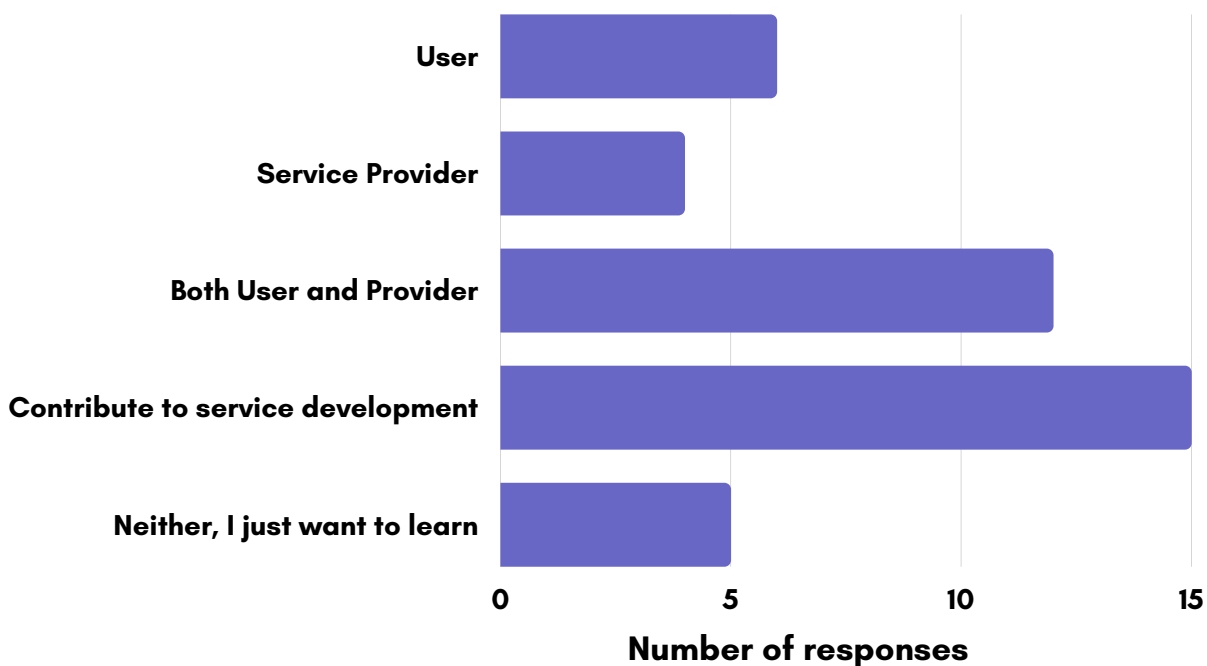 User
Service Provider
Both User and Provider
Contribute to service development
Neither, I just want to learn
0 5 10 15
Number of responses